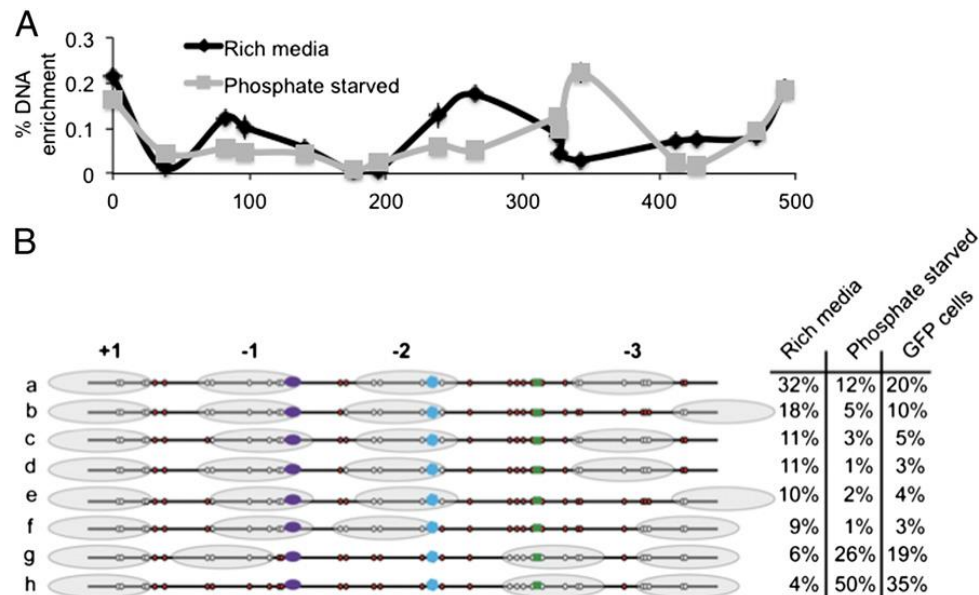 A
% DNA enrichment
0.3
0.2
0.1
0
Rich media
Phosphate starved
0 100 200 300 400 500
B
Rich media Phosphate starved GFP cells
+1 -1 -2 -3
a 32% 12% 20%
b 18% 5% 10%
c 11% 3% 5%
d 11% 1% 3%
e 10% 2% 4%
f 9% 1% 3%
g 6% 26% 19%
h 4% 50% 35%